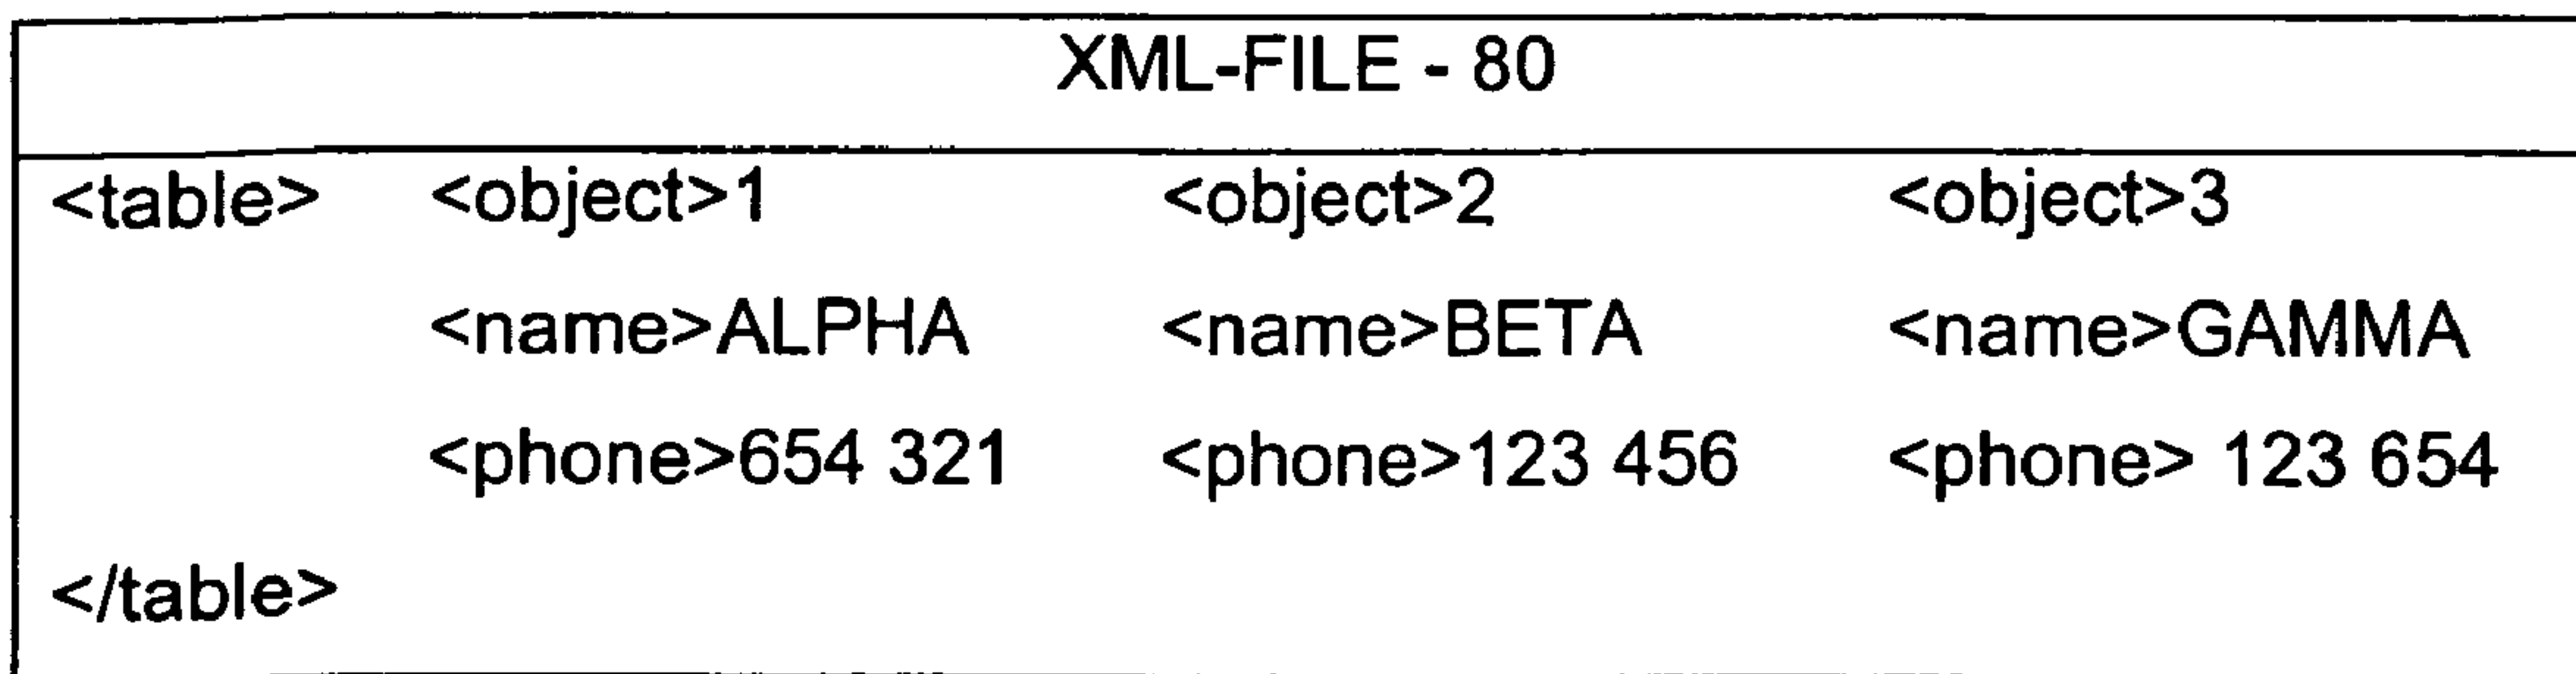 XML-FILE - 80
<table> <object>1 <object>2 <object>3
<name>ALPHA <name>BETA <name>GAMMA
<phone>654 321 <phone>123 456 <phone> 123 654
</table>